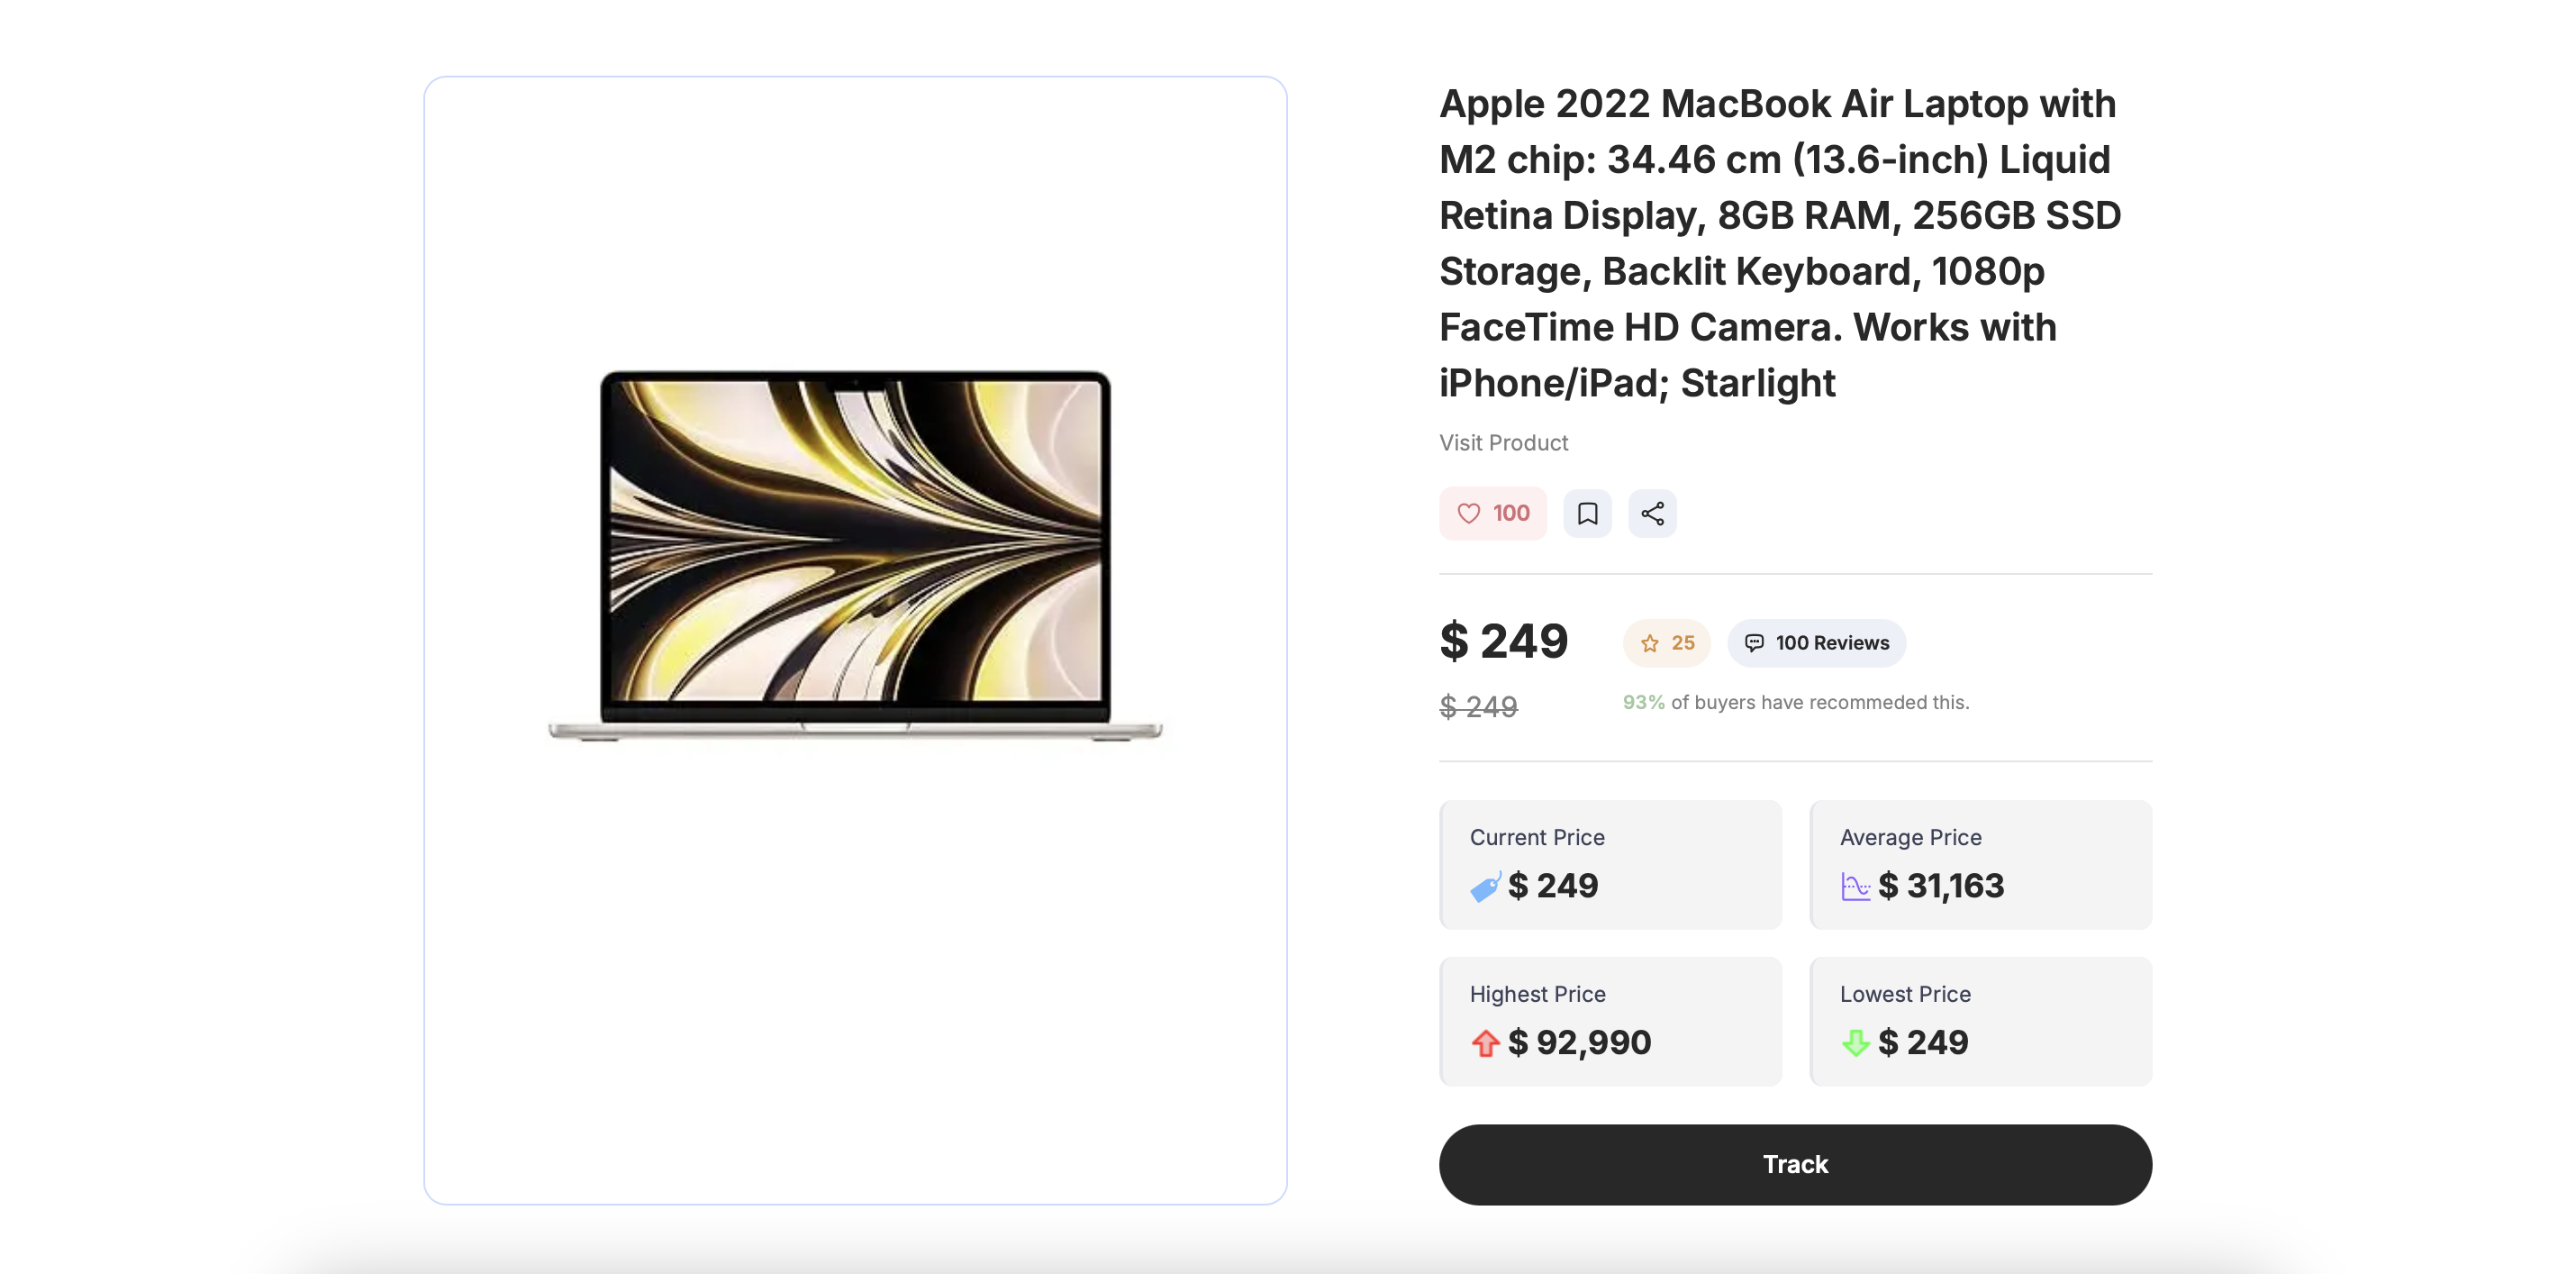 Apple 2022 MacBook Air Laptop with
M2 chip: 34.46 cm (13.6-inch) Liquid
Retina Display, 8GB RAM, 256GB SSD
Storage, Backlit Keyboard, 1080p
FaceTime HD Camera. Works with
iPhone/iPad; Starlight
Visit Product
100
$ 249
25
100 Reviews
$ 249
93% of buyers have recommeded this.
Current Price
Average Price
$ 249
$ 31,163
Highest Price
Lowest Price
$ 92,990
$ 249
Track